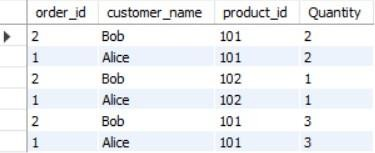 order_id customer_name product_id Quantity
2 Bob 101 2
1 Alice 101 2
2 Bob 102 1
1 Alice 102 1
2 Bob 101 3
1 Alice 101 3